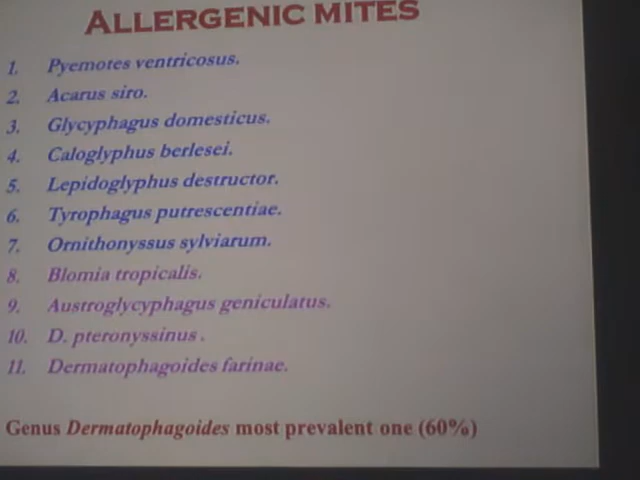 ALLERGENIC MITES
1. Pyemotes ventricosus.
2. Acarus siro.
3. Glycyphagus domesticus.
4. Caloglyphus berlesei.
5. Lepidoglyphus destructor.
6. Tyrophagus putrescentiae.
7. Ornithonyssus sylviarum.
8. Blomia tropicalis.
9. Austroglycyphagus geniculatus.
10. D. pteronyssinus .
11. Dermatophagoides farinae.
Genus Dermatophagoides most prevalent one (60%)